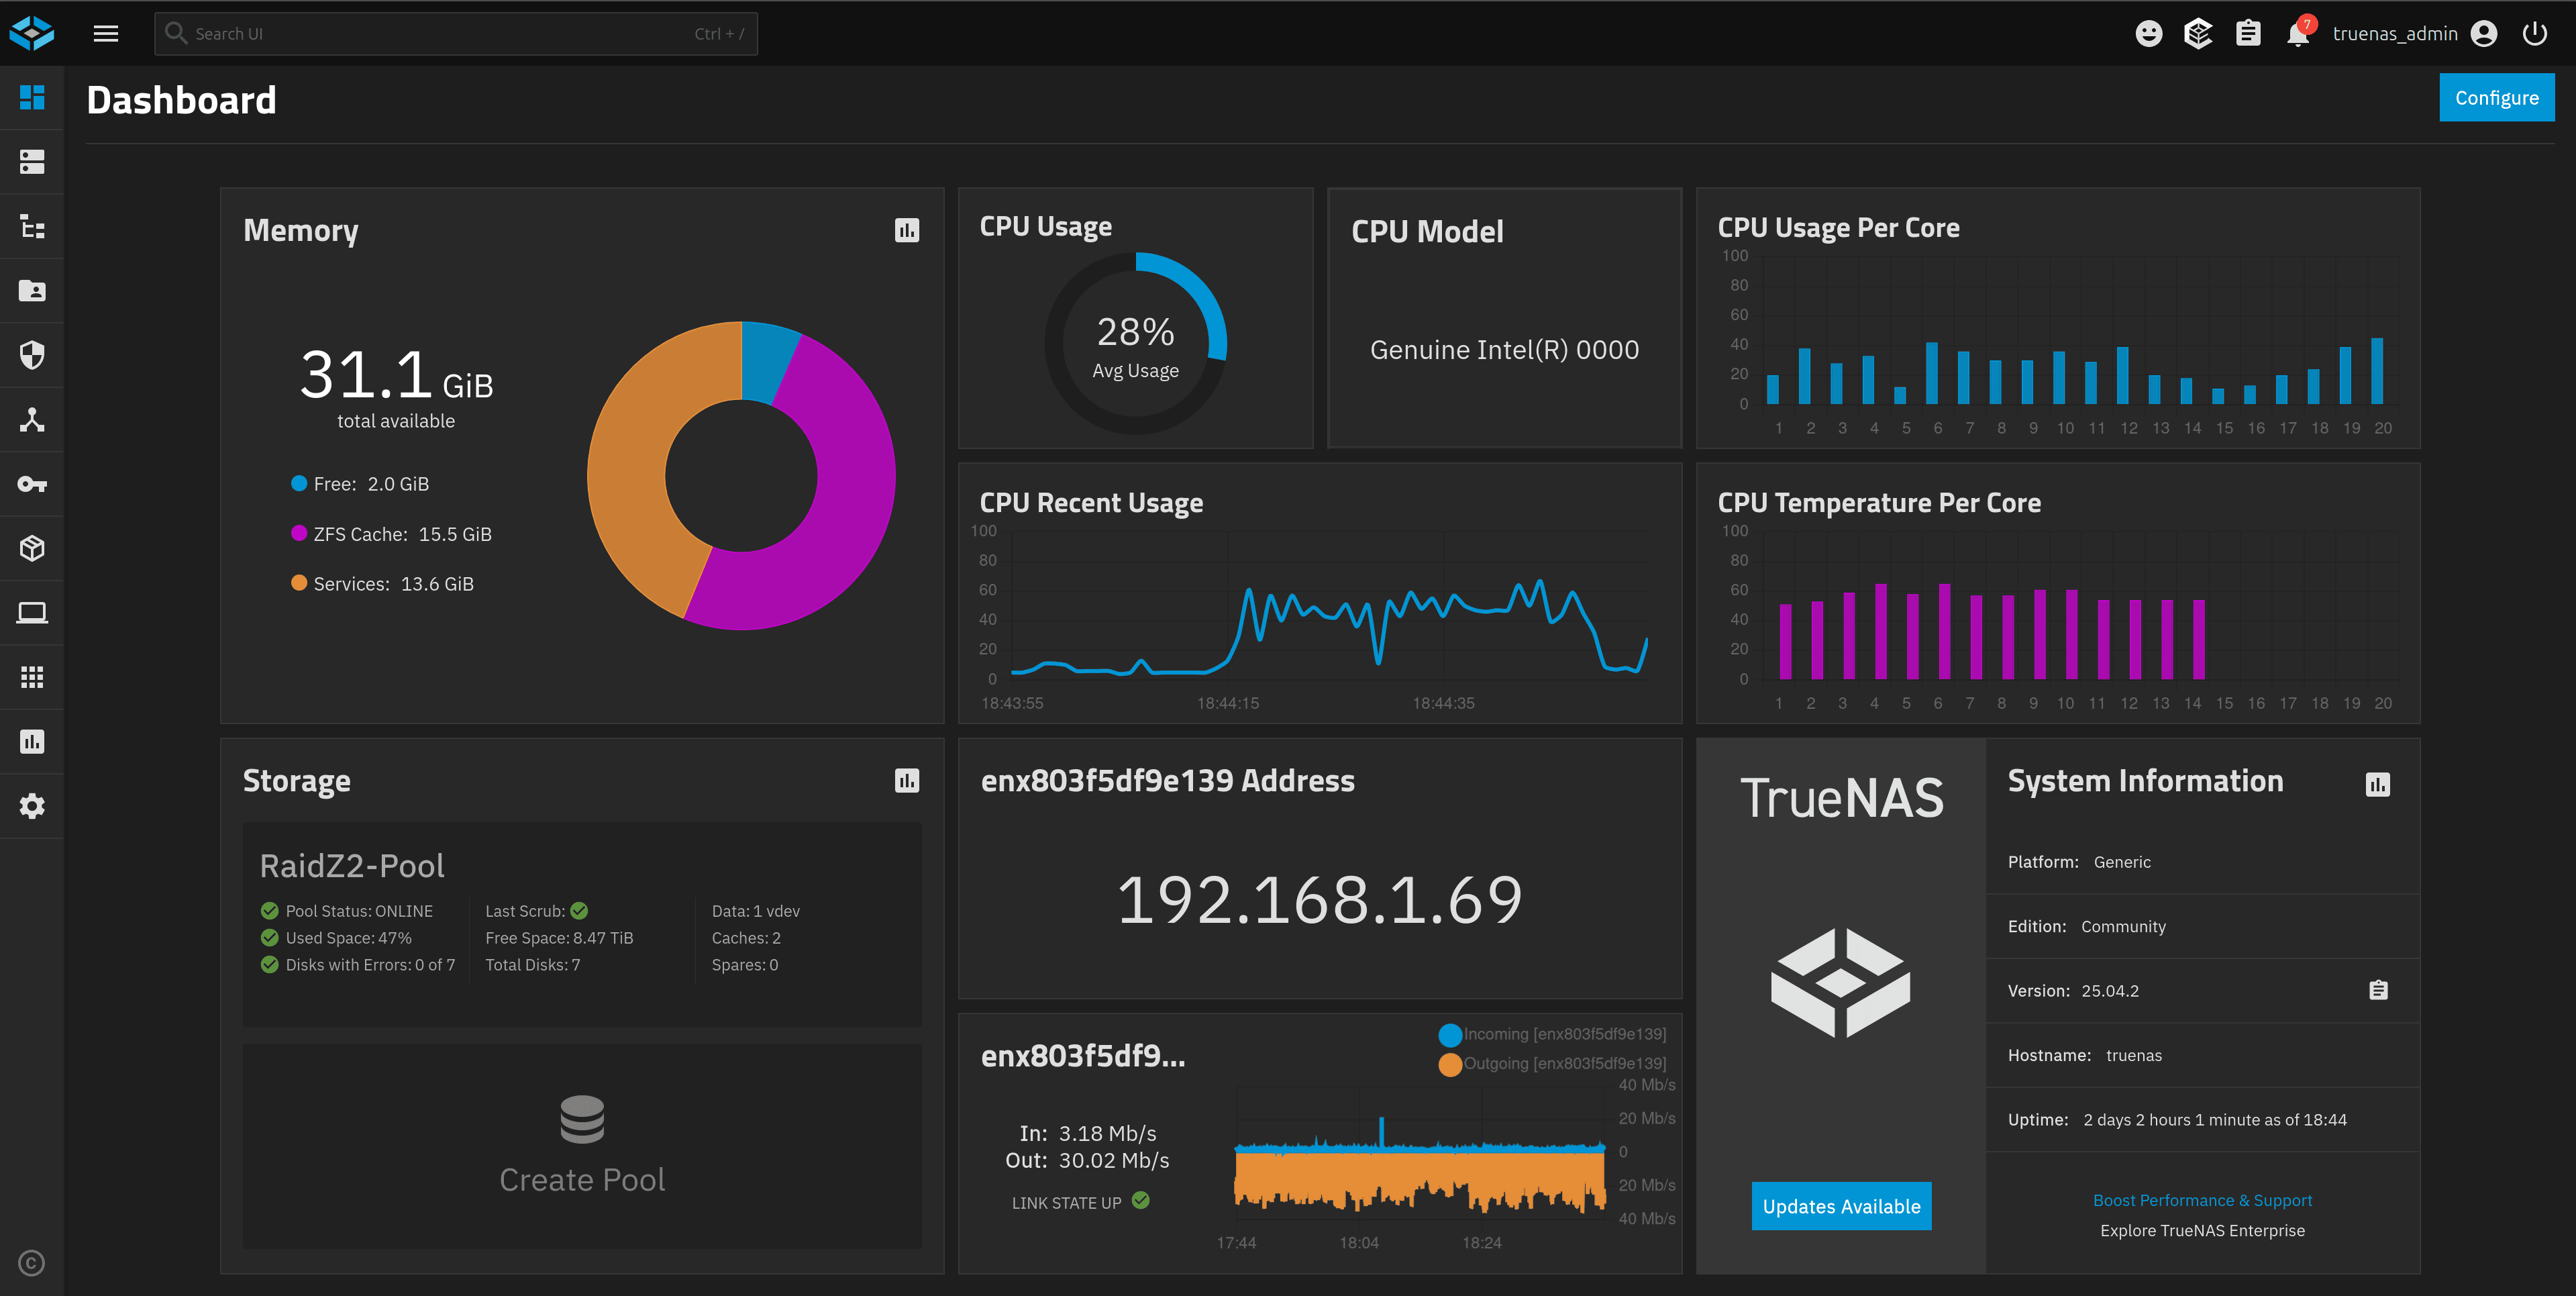 Search UI
Ctrl + /
7
truenas_admin
Dashboard
Configure
Memory
31.1 GiB
total available
Free: 2.0 GiB
ZFS Cache: 15.5 GiB
Services: 13.6 GiB
CPU Usage
28%
Avg Usage
CPU Model
Genuine Intel(R) 0000
CPU Usage Per Core
100
80
60
40
20
0
1 2 3 4 5 6 7 8 9 10 11 12 13 14 15 16 17 18 19 20
CPU Recent Usage
100
80
60
40
20
0
18:43:55 18:44:15 18:44:35
CPU Temperature Per Core
100
80
60
40
20
0
1 2 3 4 5 6 7 8 9 10 11 12 13 14 15 16 17 18 19 20
Storage
RaidZ2-Pool
Pool Status: ONLINE
Used Space: 47%
Disks with Errors: 0 of 7
Last Scrub:
Free Space: 8.47 TiB
Total Disks: 7
Data: 1 vdev
Caches: 2
Spares: 0
Create Pool
enx803f5df9e139 Address
192.168.1.69
enx803f5df9...
Incoming [enx803f5df9e139]
Outgoing [enx803f5df9e139]
In: 3.18 Mb/s
Out: 30.02 Mb/s
LINK STATE UP
40 Mb/s
20 Mb/s
0
20 Mb/s
40 Mb/s
17:44 18:04 18:24
TrueNAS
Updates Available
System Information
Platform: Generic
Edition: Community
Version: 25.04.2
Hostname: truenas
Uptime: 2 days 2 hours 1 minute as of 18:44
Boost Performance & Support
Explore TrueNAS Enterprise
©